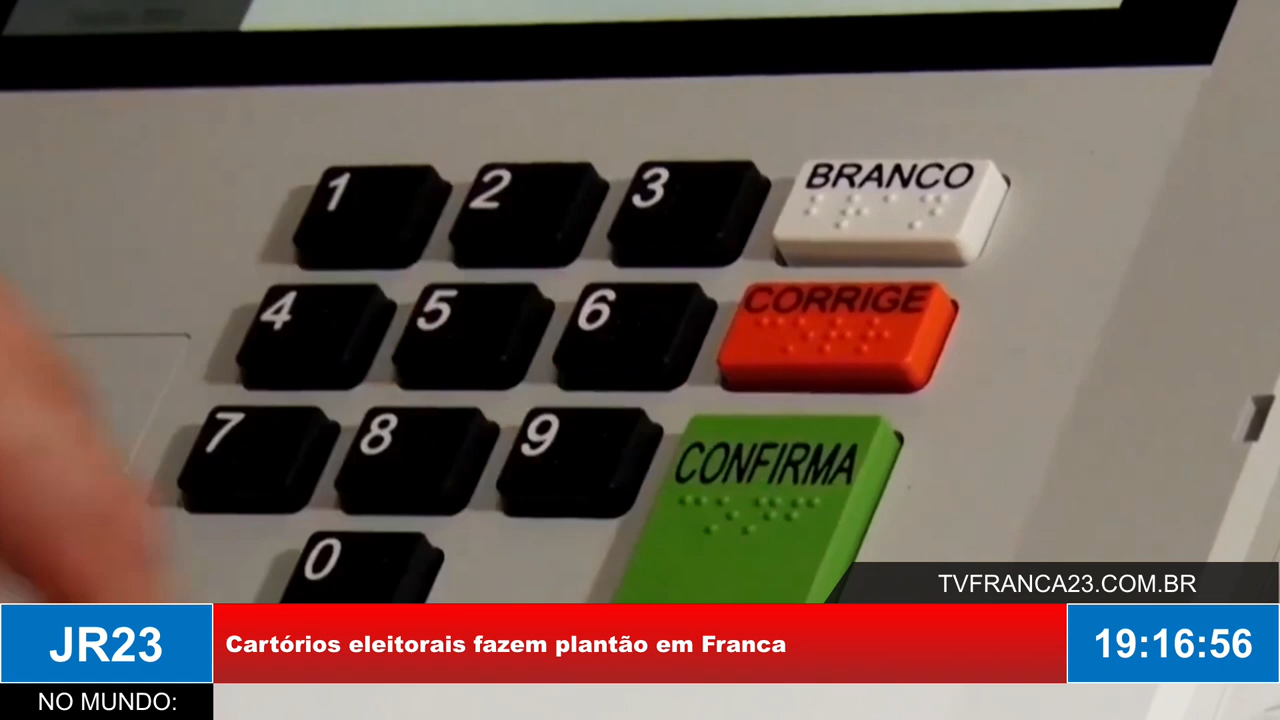 1 2 3 BRANCO
4 5 6 CORRIGE
7 8 9 CONFIRMA
0
TVFRANCA23.COM.BR
JR23 Cartórios eleitorais fazem plantão em Franca 19:16:56
NO MUNDO: